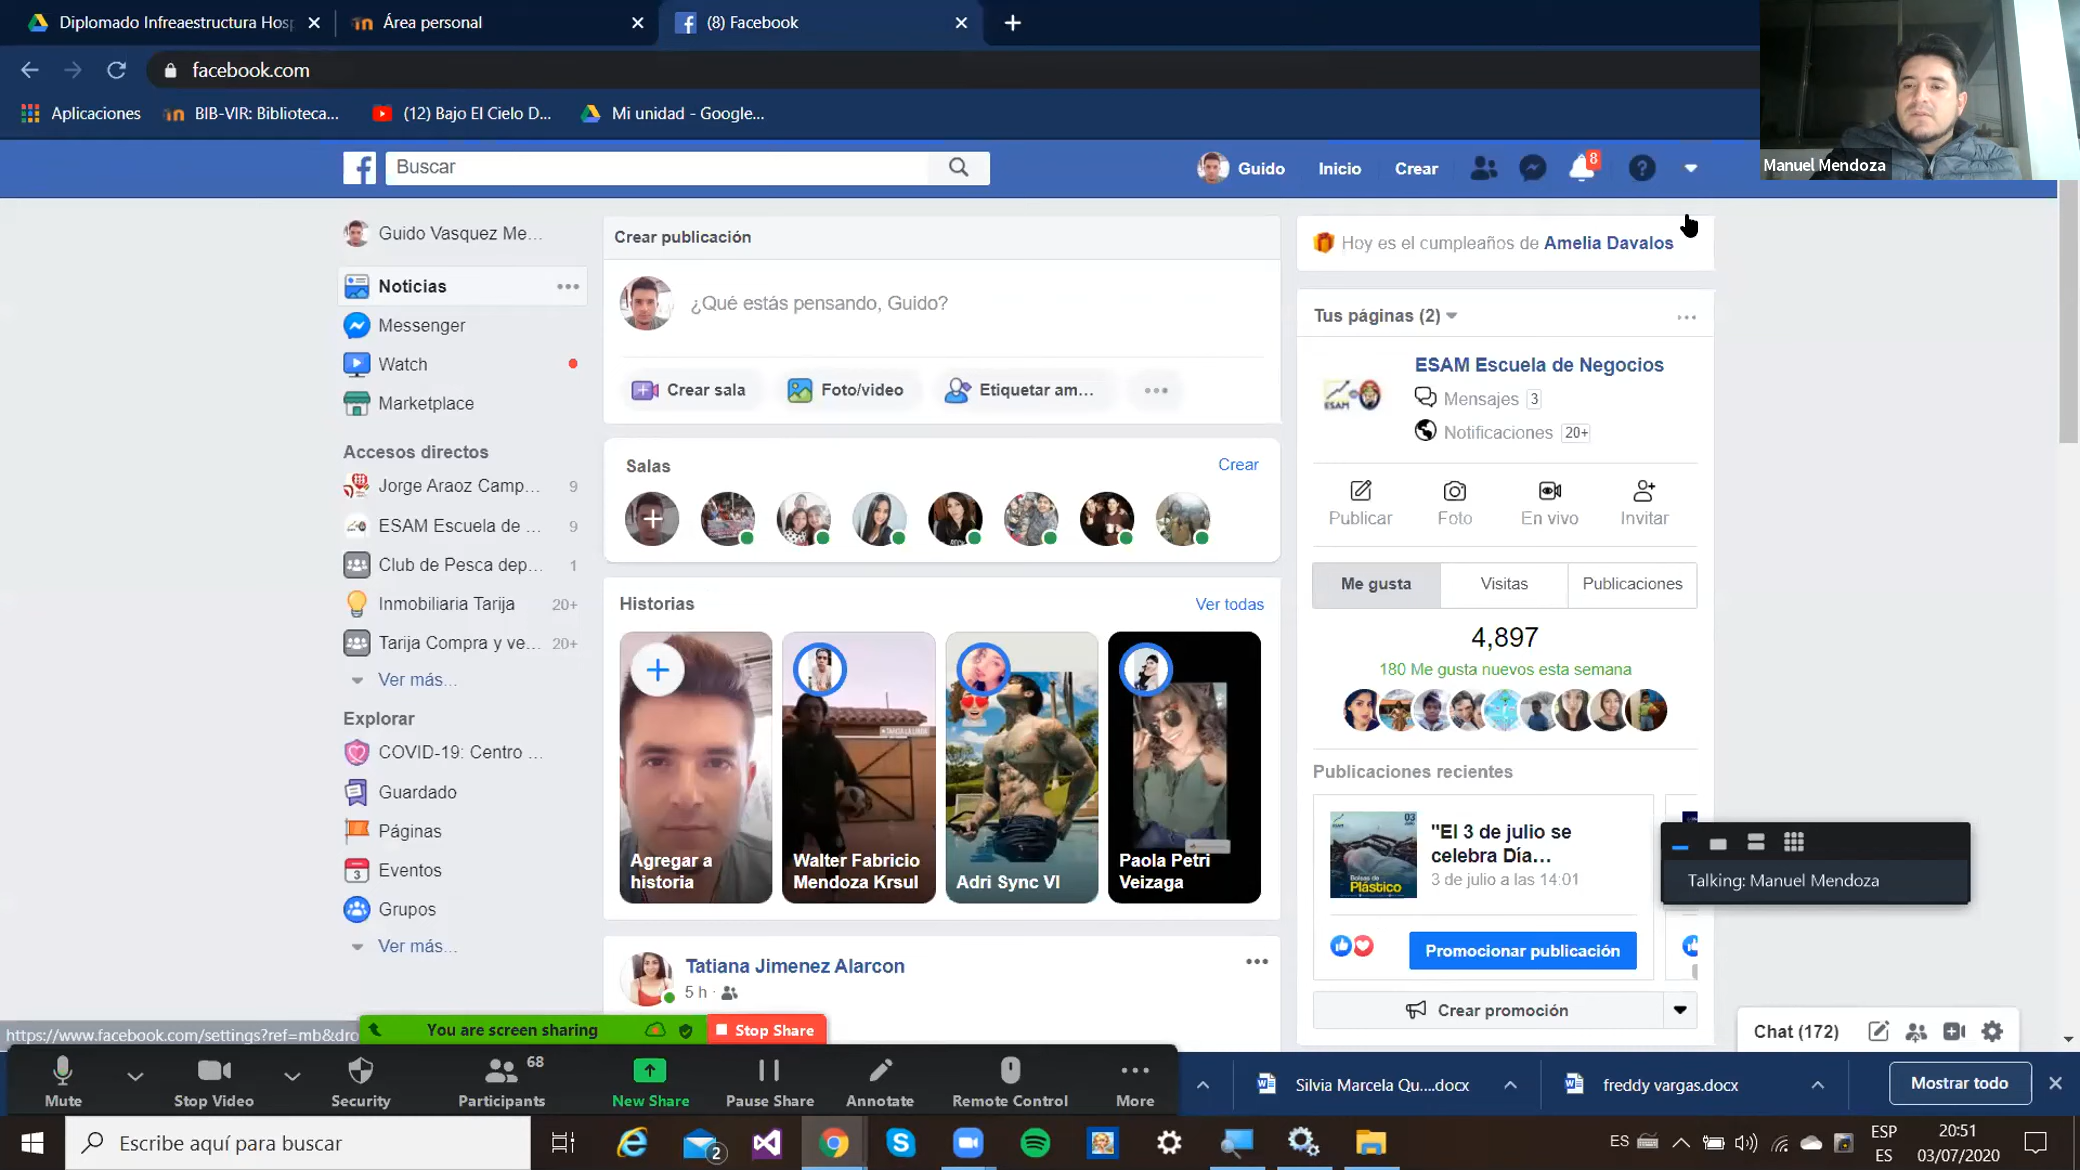 Diplomado Infraestructura Hosp
Área personal
(8) Facebook
facebook.com
Aplicaciones
BIB-VIR: Biblioteca...
(12) Bajo El Cielo D...
Mi unidad - Google...
Manuel Mendoza
Buscar
Guido
Inicio
Crear
8
Guido Vasquez Me...
Noticias
Messenger
Watch
Marketplace
Accesos directos
Jorge Araoz Camp... 9
ESAM Escuela de ... 9
Club de Pesca dep... 1
Inmobiliaria Tarija 20+
Tarija Compra y ve... 20+
Ver más...
Explorar
COVID-19: Centro ...
Guardado
Páginas
Eventos
Grupos
Ver más...
Crear publicación
¿Qué estás pensando, Guido?
Crear sala
Foto/video
Etiquetar am...
Salas
Crear
Historias
Ver todas
Agregar a
historia
Walter Fabricio
Mendoza Krsul
Adri Sync Vl
Paola Petri
Veizaga
Tatiana Jimenez Alarcon
5 h ·
Hoy es el cumpleaños de Amelia Davalos
Tus páginas (2)
ESAM Escuela de Negocios
Mensajes 3
Notificaciones 20+
Publicar
Foto
En vivo
Invitar
Me gusta
Visitas
Publicaciones
4,897
180 Me gusta nuevos esta semana
Publicaciones recientes
"El 3 de julio se
celebra Día...
3 de julio a las 14:01
Promocionar publicación
Crear promoción
Talking: Manuel Mendoza
Chat (172)
https://www.facebook.com/settings?ref=mb&dro
You are screen sharing
Stop Share
Mute
Stop Video
Security
Participants
68
New Share
Pause Share
Annotate
Remote Control
More
Silvia Marcela Qu....docx
freddy vargas.docx
Mostrar todo
Escribe aquí para buscar
2
ES
ESP
ES
20:51
03/07/2020